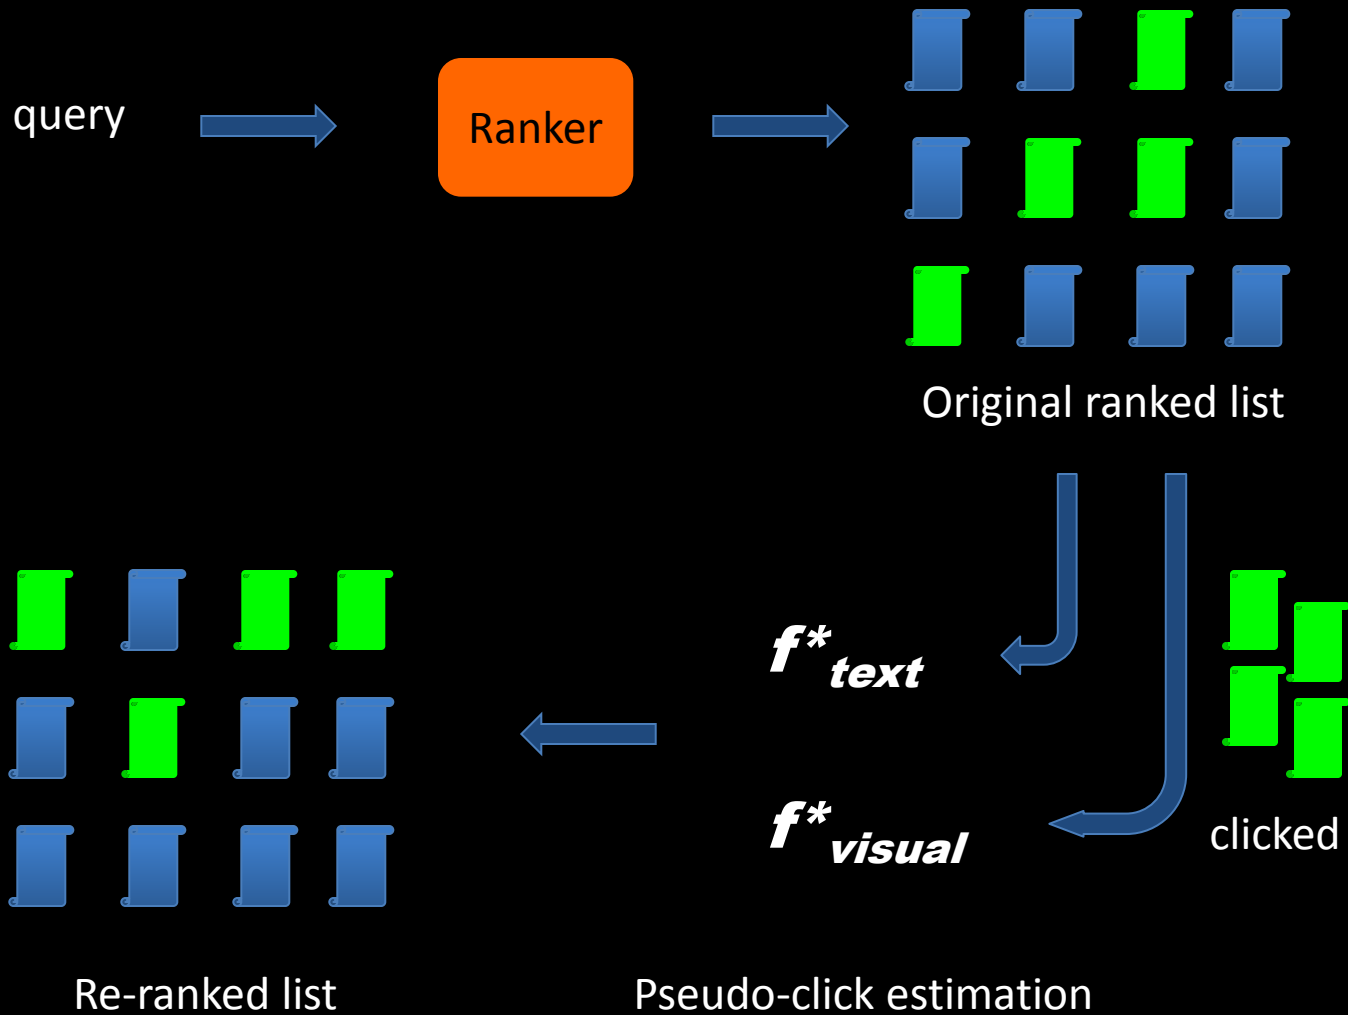 query
Ranker
Original ranked list
f*text
clicked
f*visual
Re-ranked list
Pseudo-click estimation